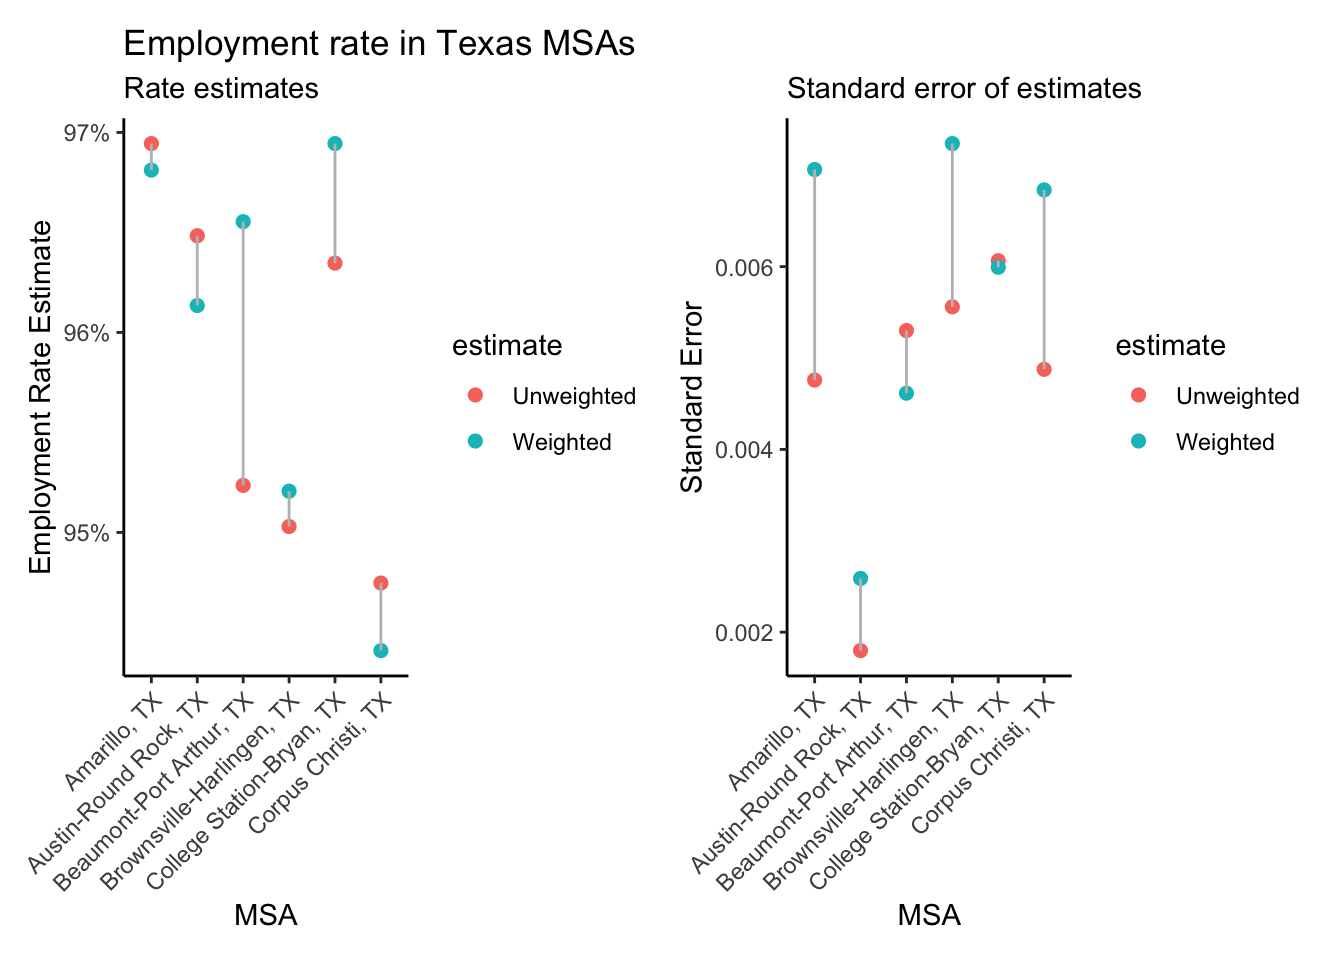 Employment rate in Texas MSAs
Rate estimates
Employment Rate Estimate
97%
96%
95%
Amarillo, TX
Austin-Round Rock, TX
Beaumont-Port Arthur, TX
Brownsville-Harlingen, TX
College Station-Bryan, TX
Corpus Christi, TX
MSA
estimate
Unweighted
Weighted
Standard error of estimates
Standard Error
0.006
0.004
0.002
Amarillo, TX
Austin-Round Rock, TX
Beaumont-Port Arthur, TX
Brownsville-Harlingen, TX
College Station-Bryan, TX
Corpus Christi, TX
MSA
estimate
Unweighted
Weighted